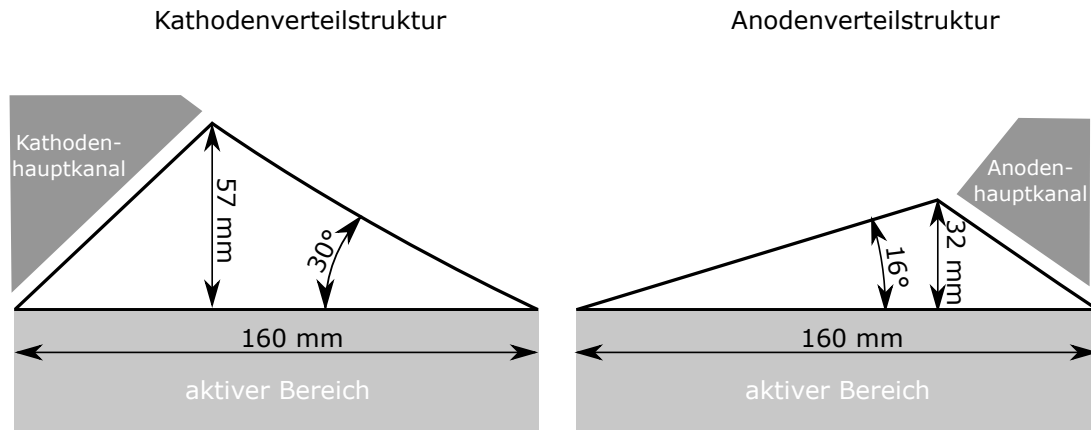 Kathodenverteilstruktur
Anodenverteilstruktur
Kathoden-
hauptkanal
57 mm
30°
160 mm
aktiver Bereich
Anoden-
hauptkanal
16°
32 mm
160 mm
aktiver Bereich